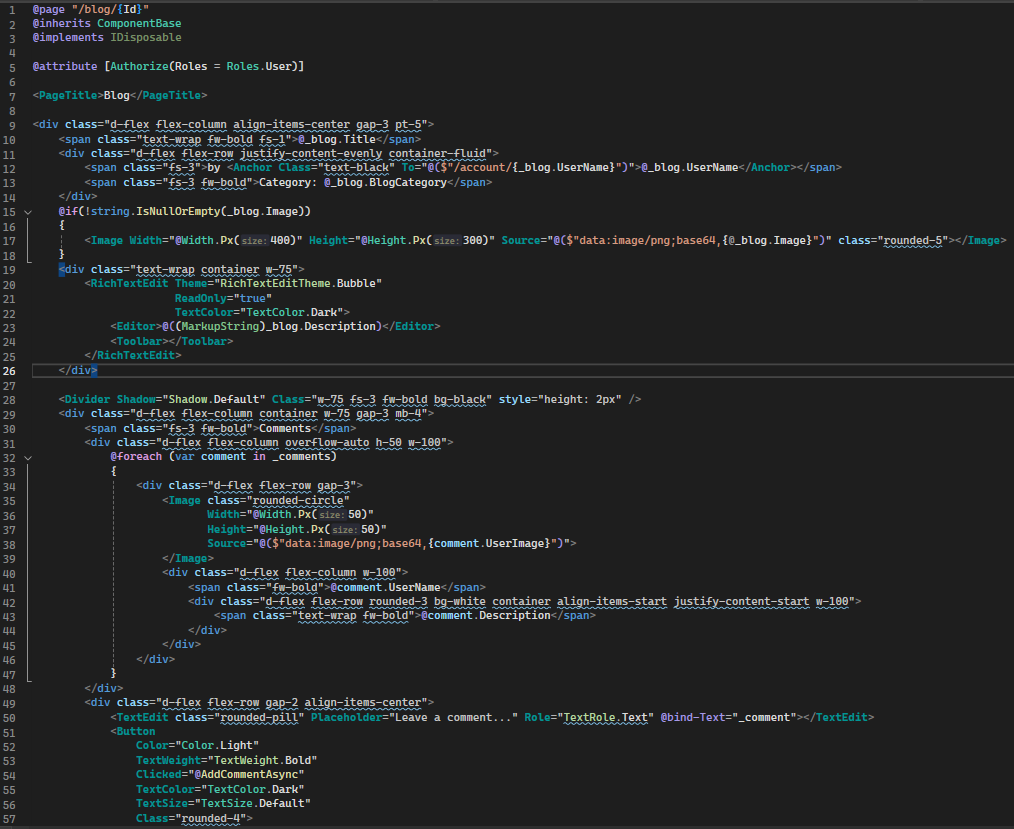 1 @page "/blog/{Id}"
2 @inherits ComponentBase
3 @implements IDisposable
4
5 @attribute [Authorize(Roles = Roles.User)]
6
7 <PageTitle>Blog</PageTitle>
8
9 <div class="d-flex flex-column align-items-center gap-3 pt-5">
10     <span class="text-wrap fw-bold fs-1">@_blog.Title</span>
11     <div class="d-flex flex-row justify-content-evenly container-fluid">
12         <span class="fs-3">by <Anchor Class="text-black" To="@($"/account/{_blog.UserName}")">@_blog.UserName</Anchor></span>
13         <span class="fs-3 fw-bold">Category: @_blog.BlogCategory</span>
14     </div>
15     @if(!string.IsNullOrEmpty(_blog.Image))
16     {
17         <Image Width="@Width.Px(size: 400)" Height="@Height.Px(size: 300)" Source="@($"data:image/png;base64,{@_blog.Image}")" class="rounded-5"></Image>
18     }
19     <div class="text-wrap container w-75">
20         <RichTextEdit Theme="RichTextEditTheme.Bubble"
21                       ReadOnly="true"
22                       TextColor="TextColor.Dark">
23             <Editor>@((MarkupString)_blog.Description)</Editor>
24             <Toolbar></Toolbar>
25         </RichTextEdit>
26     </div>
27
28     <Divider Shadow="Shadow.Default" Class="w-75 fs-3 fw-bold bg-black" style="height: 2px" />
29     <div class="d-flex flex-column container w-75 gap-3 mb-4">
30         <span class="fs-3 fw-bold">Comments</span>
31         <div class="d-flex flex-column overflow-auto h-50 w-100">
32             @foreach (var comment in _comments)
33             {
34                 <div class="d-flex flex-row gap-3">
35                     <Image class="rounded-circle"
36                            Width="@Width.Px(size: 50)"
37                            Height="@Height.Px(size: 50)"
38                            Source="@($"data:image/png;base64,{comment.UserImage}")">
39                     </Image>
40                     <div class="d-flex flex-column w-100">
41                         <span class="fw-bold">@comment.UserName</span>
42                         <div class="d-flex flex-row rounded-3 bg-white container align-items-start justify-content-start w-100">
43                             <span class="text-wrap fw-bold">@comment.Description</span>
44                         </div>
45                     </div>
46                 </div>
47             }
48         </div>
49         <div class="d-flex flex-row gap-2 align-items-center">
50             <TextEdit class="rounded-pill" Placeholder="Leave a comment..." Role="TextRole.Text" @bind-Text="_comment"></TextEdit>
51             <Button
52                 Color="Color.Light"
53                 TextWeight="TextWeight.Bold"
54                 Clicked="@AddCommentAsync"
55                 TextColor="TextColor.Dark"
56                 TextSize="TextSize.Default"
57                 Class="rounded-4">